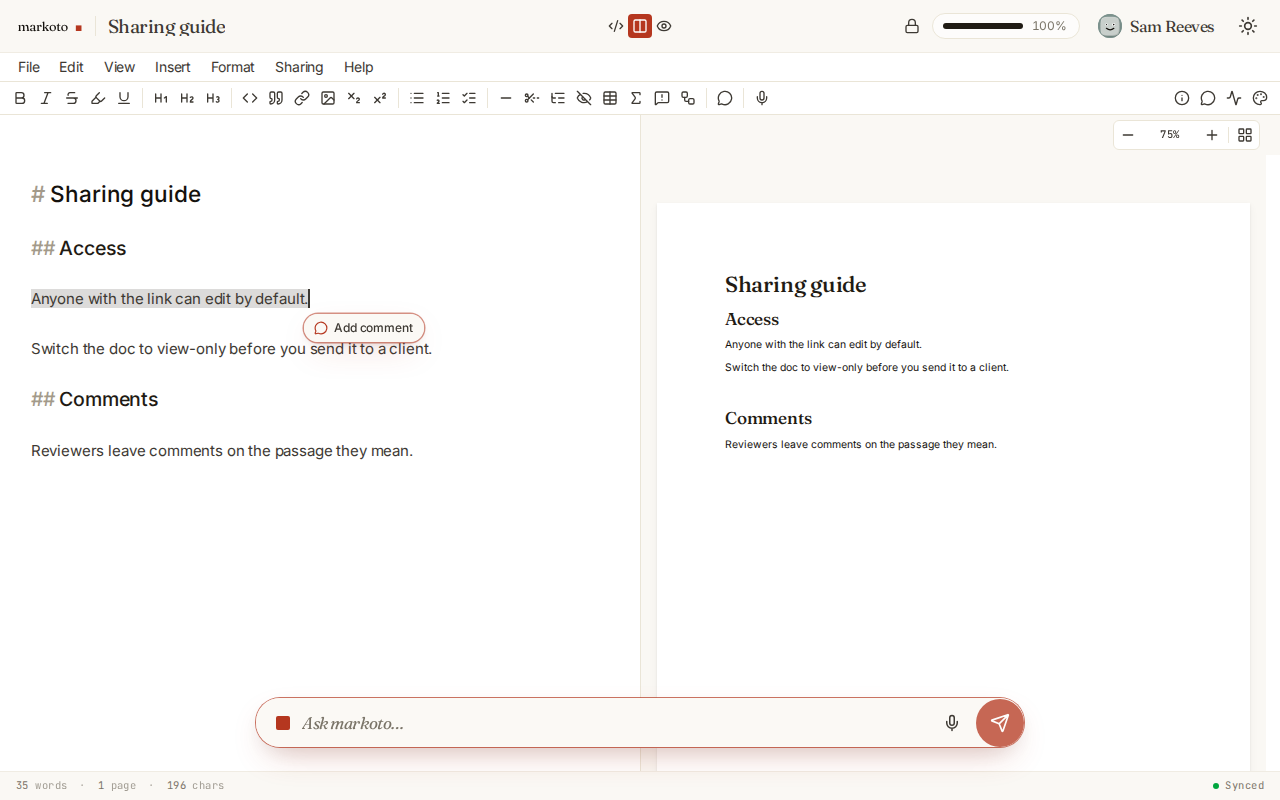 markoto
Sharing guide
100%
Sam Reeves
File Edit View Insert Format Sharing Help
H1 H2 H3
75%
# Sharing guide
## Access
Anyone with the link can edit by default.
Add comment
Switch the doc to view-only before you send it to a client.
## Comments
Reviewers leave comments on the passage they mean.
Sharing guide
Access
Anyone with the link can edit by default.
Switch the doc to view-only before you send it to a client.
Comments
Reviewers leave comments on the passage they mean.
Ask markoto...
35 words · 1 page · 196 chars
Synced